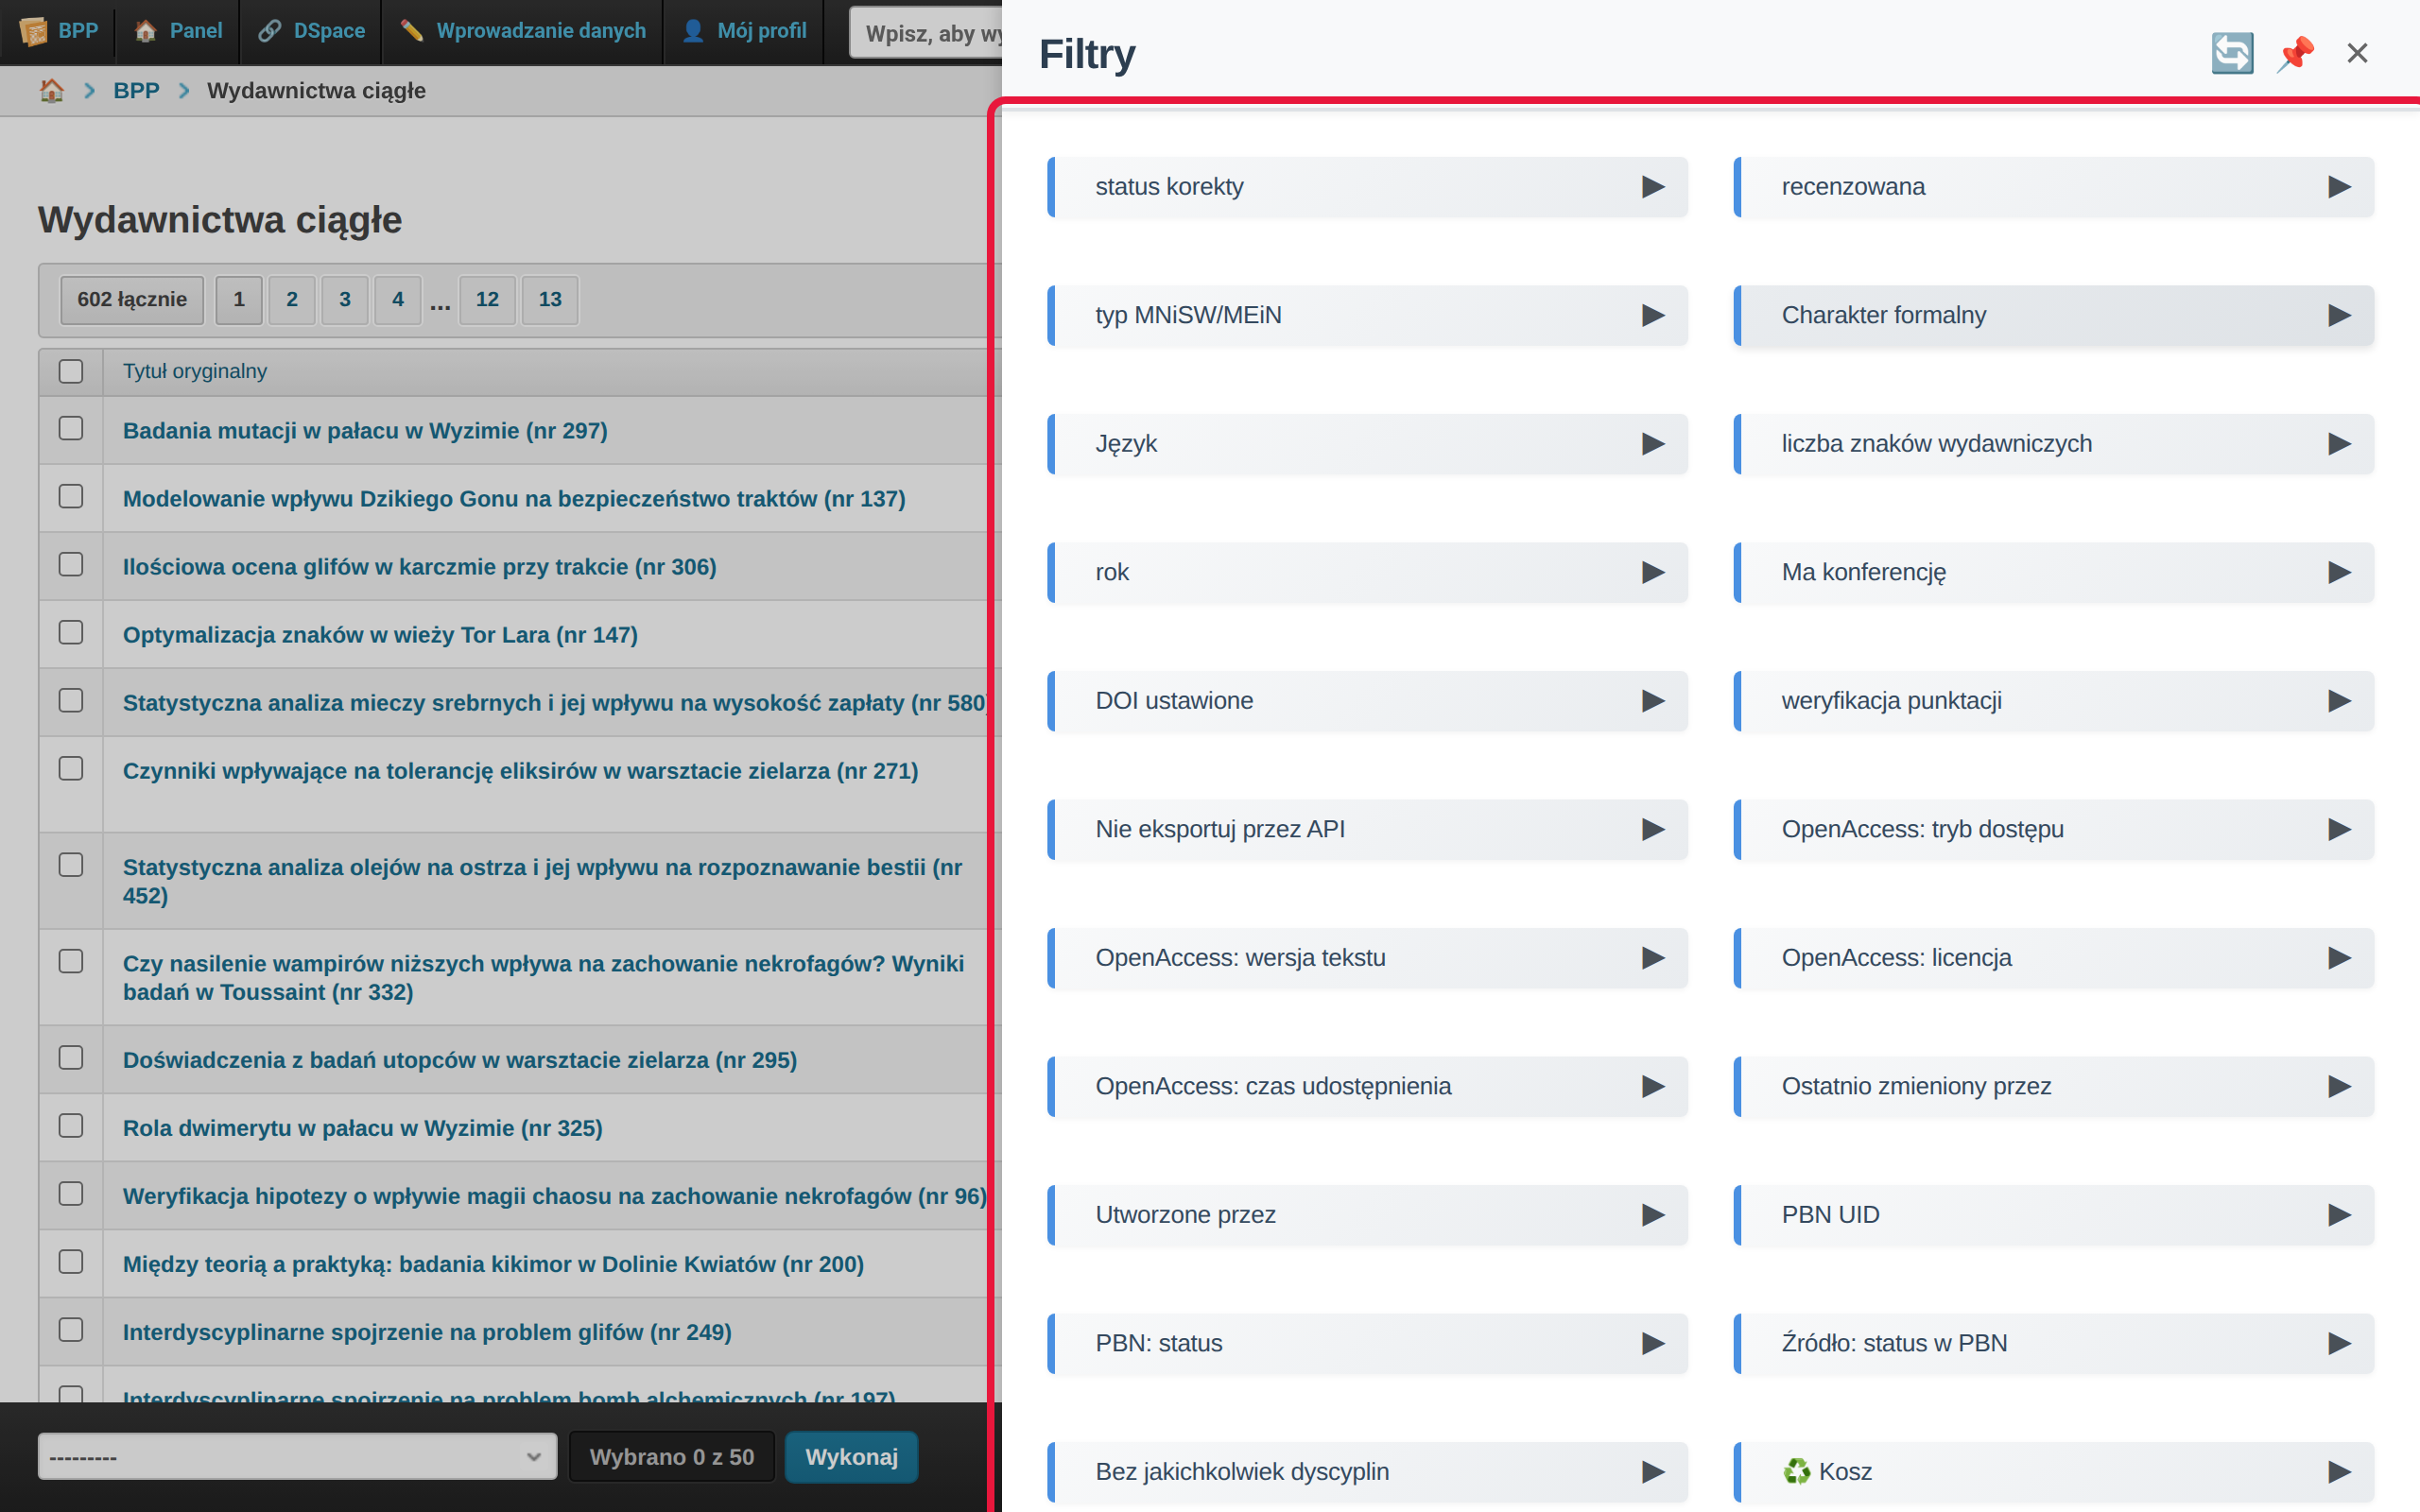 BPP
Panel
DSpace
Wprowadzanie danych
Mój profil
Wpisz, aby wy
BPP
Wydawnictwa ciągłe
Wydawnictwa ciągłe
602 łącznie
1
2
3
4
...
12
13
Tytuł oryginalny
Badania mutacji w pałacu w Wyzimie (nr 297)
Modelowanie wpływu Dzikiego Gonu na bezpieczeństwo traktów (nr 137)
Ilościowa ocena glifów w karczmie przy trakcie (nr 306)
Optymalizacja znaków w wieży Tor Lara (nr 147)
Statystyczna analiza mieczy srebrnych i jej wpływu na wysokość zapłaty (nr 580)
Czynniki wpływające na tolerancję eliksirów w warsztacie zielarza (nr 271)
Statystyczna analiza olejów na ostrza i jej wpływu na rozpoznawanie bestii (nr
452)
Czy nasilenie wampirów niższych wpływa na zachowanie nekrofagów? Wyniki
badań w Toussaint (nr 332)
Doświadczenia z badań utopców w warsztacie zielarza (nr 295)
Rola dwimerytu w pałacu w Wyzimie (nr 325)
Weryfikacja hipotezy o wpływie magii chaosu na zachowanie nekrofagów (nr 96)
Między teorią a praktyką: badania kikimor w Dolinie Kwiatów (nr 200)
Interdyscyplinarne spojrzenie na problem glifów (nr 249)
Interdyscyplinarne spojrzenie na problem bomb alchemicznych (nr 197)
---------
Wybrano 0 z 50
Wykonaj
Filtry
status korekty
recenzowana
typ MNiSW/MEiN
Charakter formalny
Język
liczba znaków wydawniczych
rok
Ma konferencję
DOI ustawione
weryfikacja punktacji
Nie eksportuj przez API
OpenAccess: tryb dostępu
OpenAccess: wersja tekstu
OpenAccess: licencja
OpenAccess: czas udostępnienia
Ostatnio zmieniony przez
Utworzone przez
PBN UID
PBN: status
Źródło: status w PBN
Bez jakichkolwiek dyscyplin
♻️ Kosz